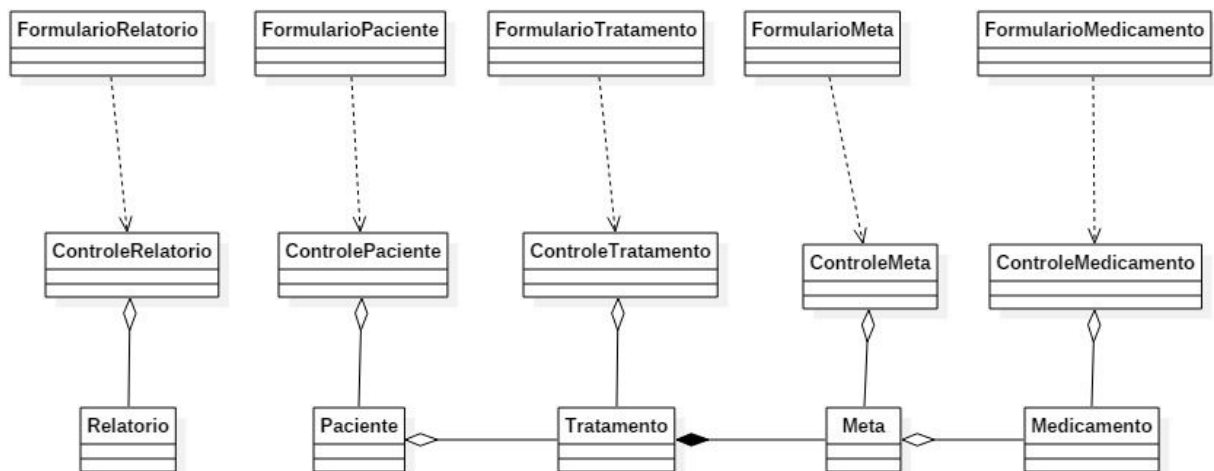 FormularioRelatorio
FormularioPaciente
FormularioTratamento
FormularioMeta
FormularioMedicamento
ControleRelatorio
ControlePaciente
ControleTratamento
ControleMeta
ControleMedicamento
Relatorio
Paciente
Tratamento
Meta
Medicamento